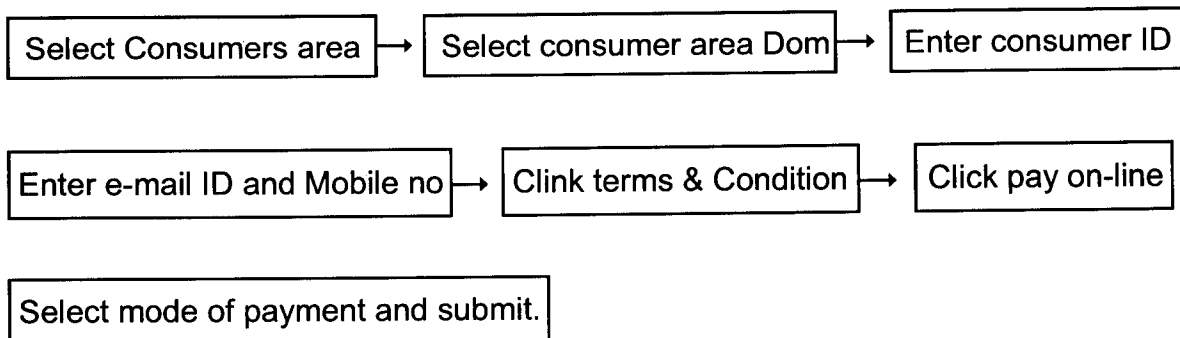 Select Consumers area → Select consumer area Dom → Enter consumer ID
Enter e-mail ID and Mobile no → Clink terms & Condition → Click pay on-line
Select mode of payment and submit.